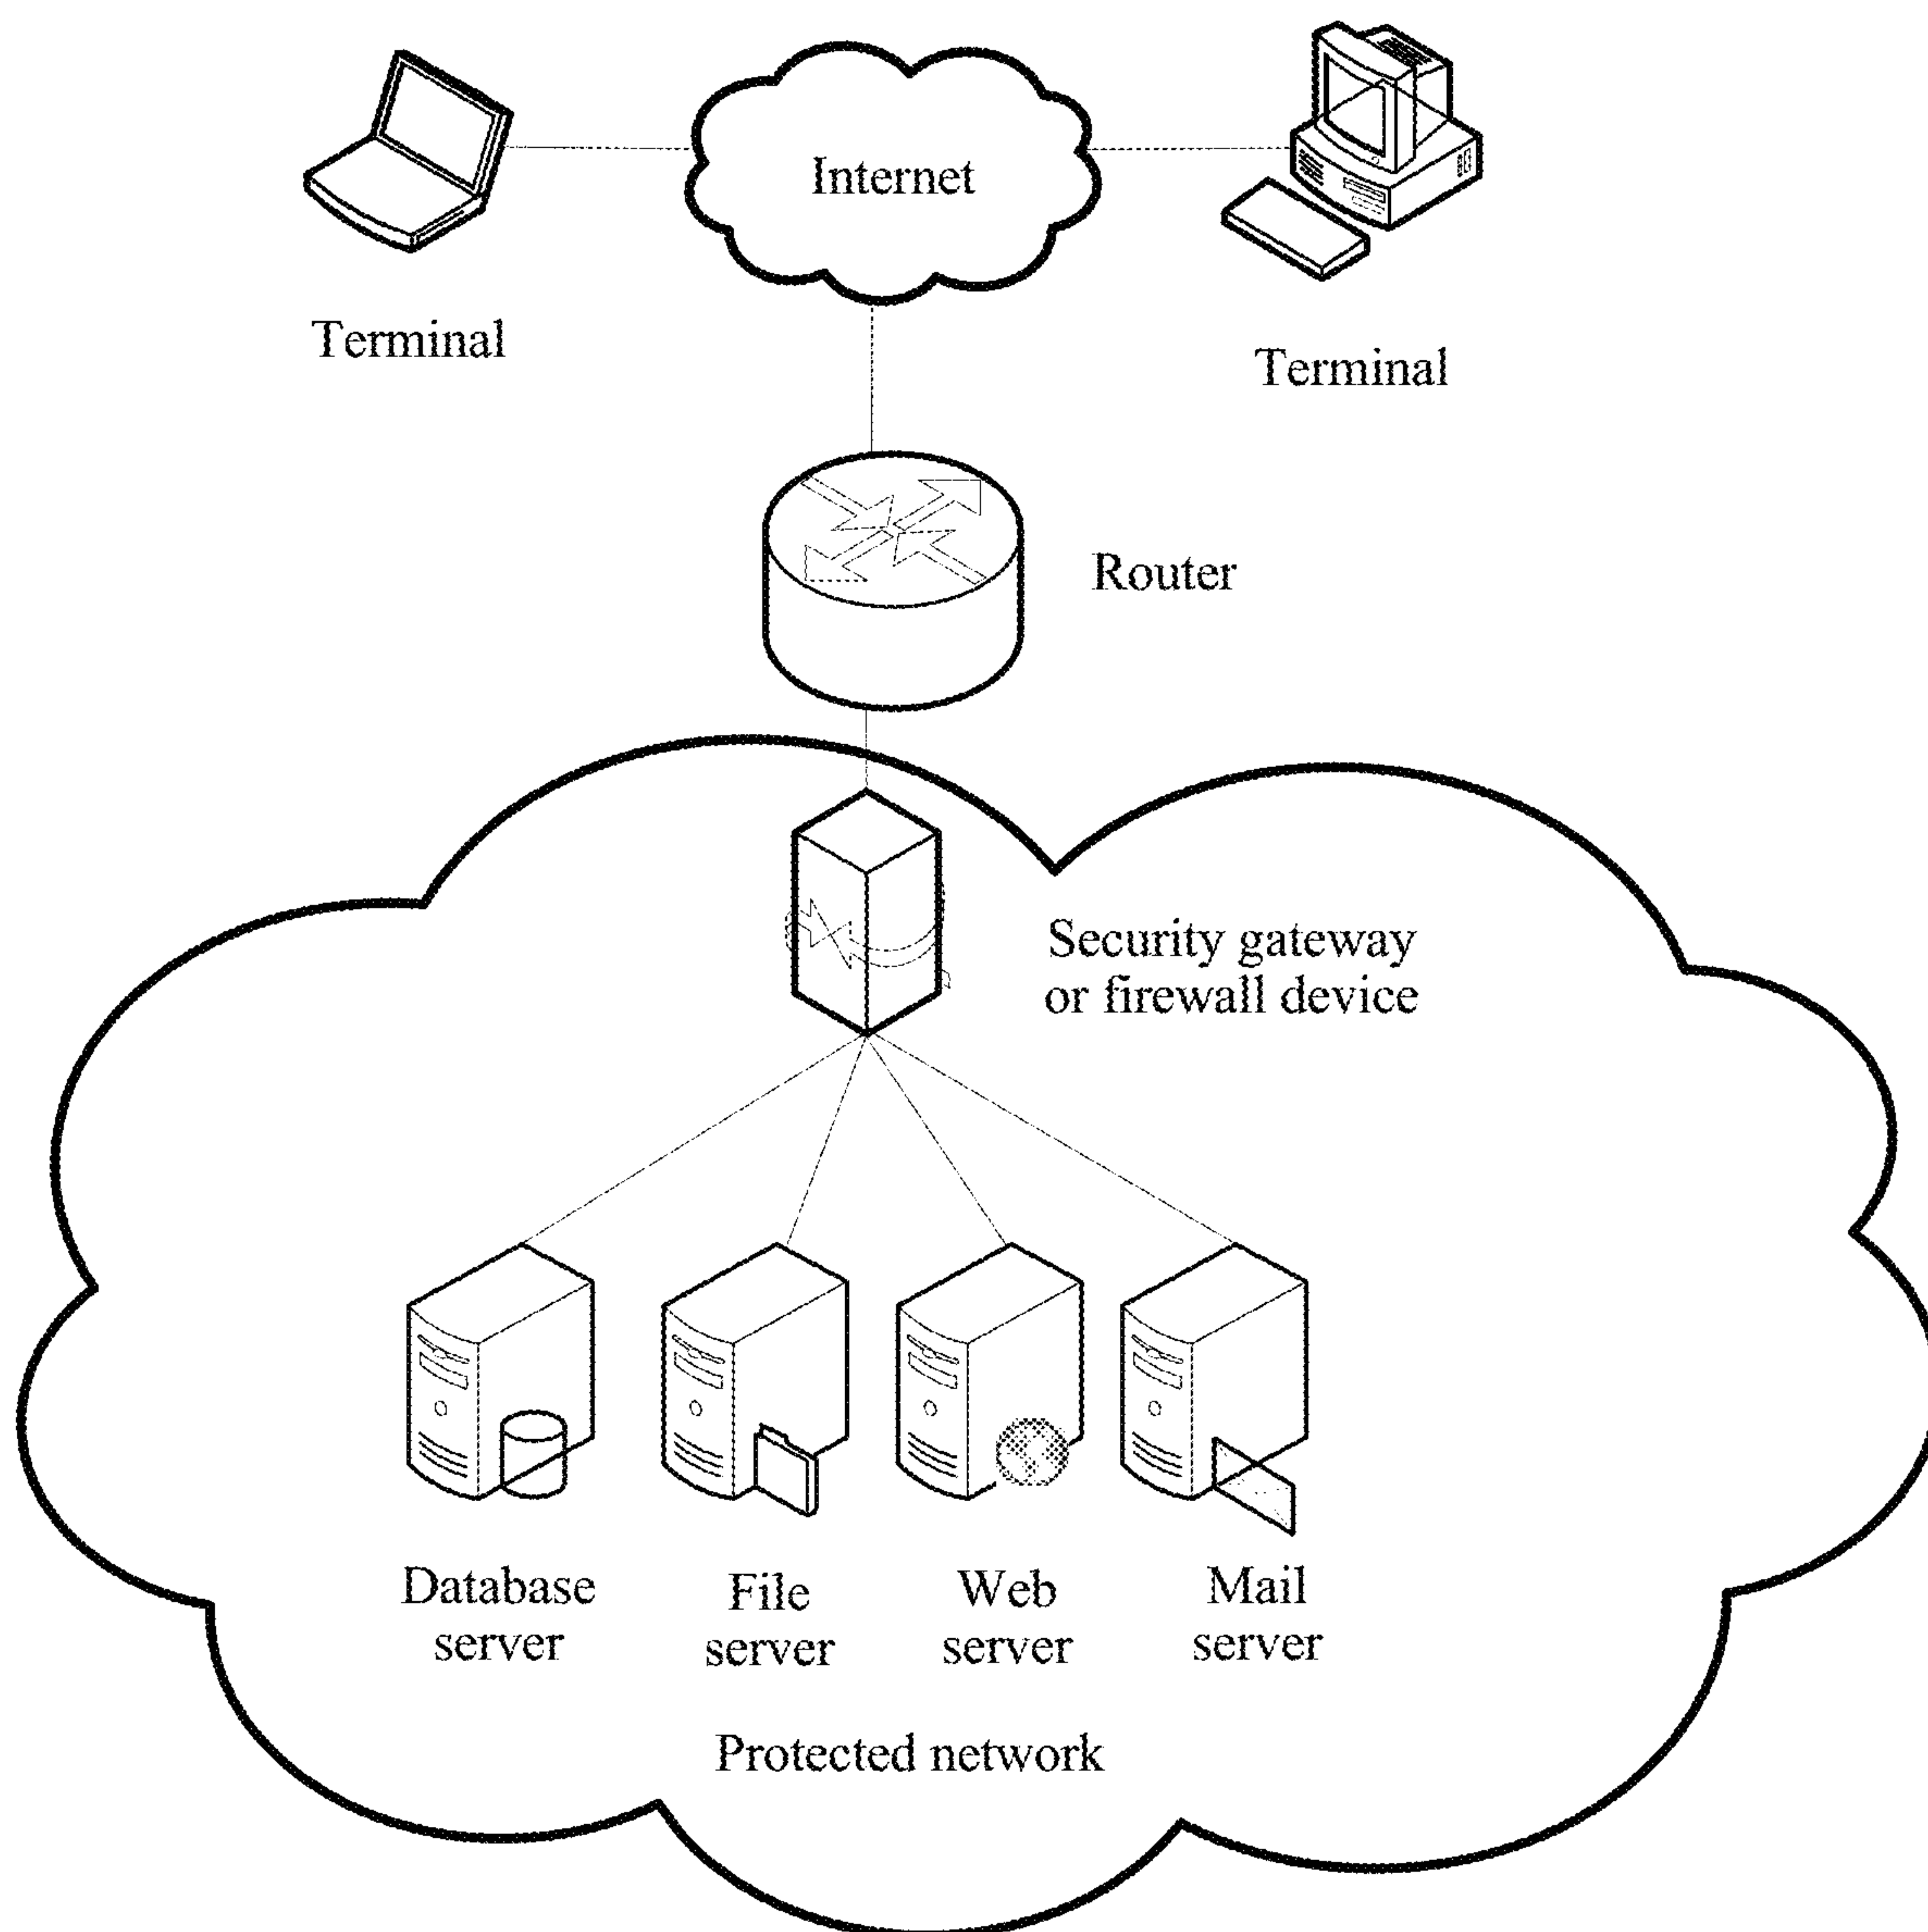 Internet
Terminal
Terminal
Router
Security gateway
or firewall device
Database
server
File
server
Web
server
Mail
server
Protected network